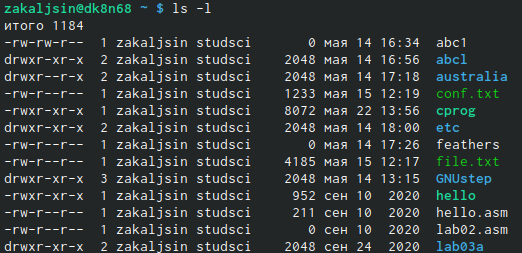 zakaljsin@dk8n68 ~ $ ls -l
итого 1184
-rw-rw-r-- 1 zakaljsin studsci 0 мая 14 16:34 abc1
drwxr-xr-x 2 zakaljsin studsci 2048 мая 14 16:56 abcl
drwxr--r-- 2 zakaljsin studsci 2048 мая 14 17:18 australia
-rw-r--r-- 1 zakaljsin studsci 1233 мая 15 12:19 conf.txt
-rwxr-xr-x 1 zakaljsin studsci 8072 мая 22 13:56 cprog
drwxr-xr-x 2 zakaljsin studsci 2048 мая 14 18:00 etc
-rw-rw-r-- 1 zakaljsin studsci 0 мая 14 17:26 feathers
-rw-r--r-- 1 zakaljsin studsci 4185 мая 15 12:17 file.txt
drwxr-xr-x 3 zakaljsin studsci 2048 мая 14 13:15 GNUstep
-rwxr-xr-x 1 zakaljsin studsci 952 сен 10 2020 hello
-rw-r--r-- 1 zakaljsin studsci 211 сен 10 2020 hello.asm
-rw-r--r-- 1 zakaljsin studsci 0 сен 10 2020 lab02.asm
drwxr-xr-x 2 zakaljsin studsci 2048 сен 24 2020 lab03a